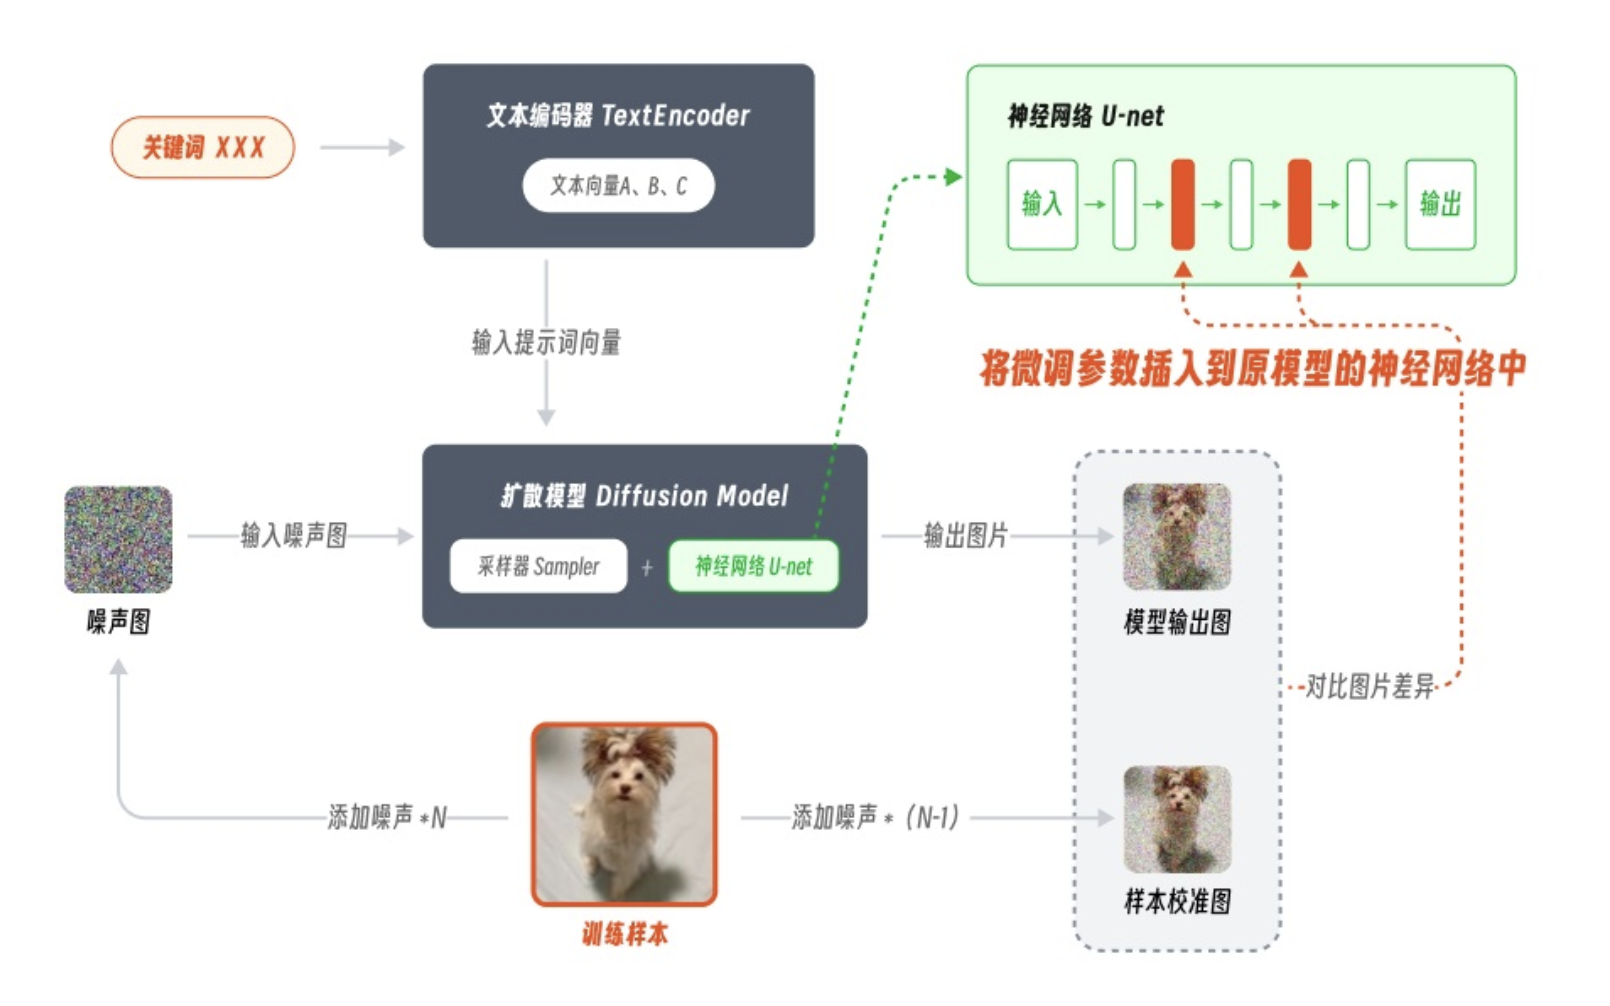 文本编码器 TextEncoder
神经网络 U-net
关键词 XXX
文本向量A、B、C
输入
输出
输入提示词向量
将微调参数插入到原模型的神经网络中
扩散模型 Diffusion Model
输入噪声图
输出图片
采样器 Sampler
+
神经网络 U-net
噪声图
模型输出图
对比图片差异
添加噪声 *N
添加噪声 *（N-1）
样本校准图
训练样本